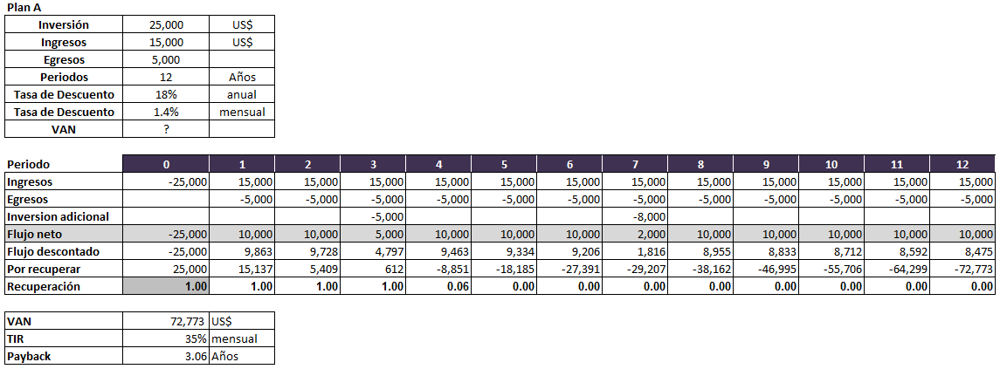 Plan A
Inversión 25,000 US$
Ingresos 15,000 US$
Egresos 5,000
Periodos 12 Años
Tasa de Descuento 18% anual
Tasa de Descuento 1.4% mensual
VAN ?
Periodo 0 1 2 3 4 5 6 7 8 9 10 11 12
Ingresos -25,000 15,000 15,000 15,000 15,000 15,000 15,000 15,000 15,000 15,000 15,000 15,000 15,000
Egresos -5,000 -5,000 -5,000 -5,000 -5,000 -5,000 -5,000 -5,000 -5,000 -5,000 -5,000 -5,000
Inversion adicional -5,000 -8,000
Flujo neto -25,000 10,000 10,000 5,000 10,000 10,000 10,000 2,000 10,000 10,000 10,000 10,000 10,000
Flujo descontado -25,000 9,863 9,728 4,797 9,463 9,334 9,206 1,816 8,955 8,833 8,712 8,592 8,475
Por recuperar 25,000 15,137 5,409 612 -8,851 -18,185 -27,391 -29,207 -38,162 -46,995 -55,706 -64,299 -72,773
Recuperación 1.00 1.00 1.00 1.00 0.06 0.00 0.00 0.00 0.00 0.00 0.00 0.00 0.00
VAN 72,773 US$
TIR 35% mensual
Payback 3.06 Años